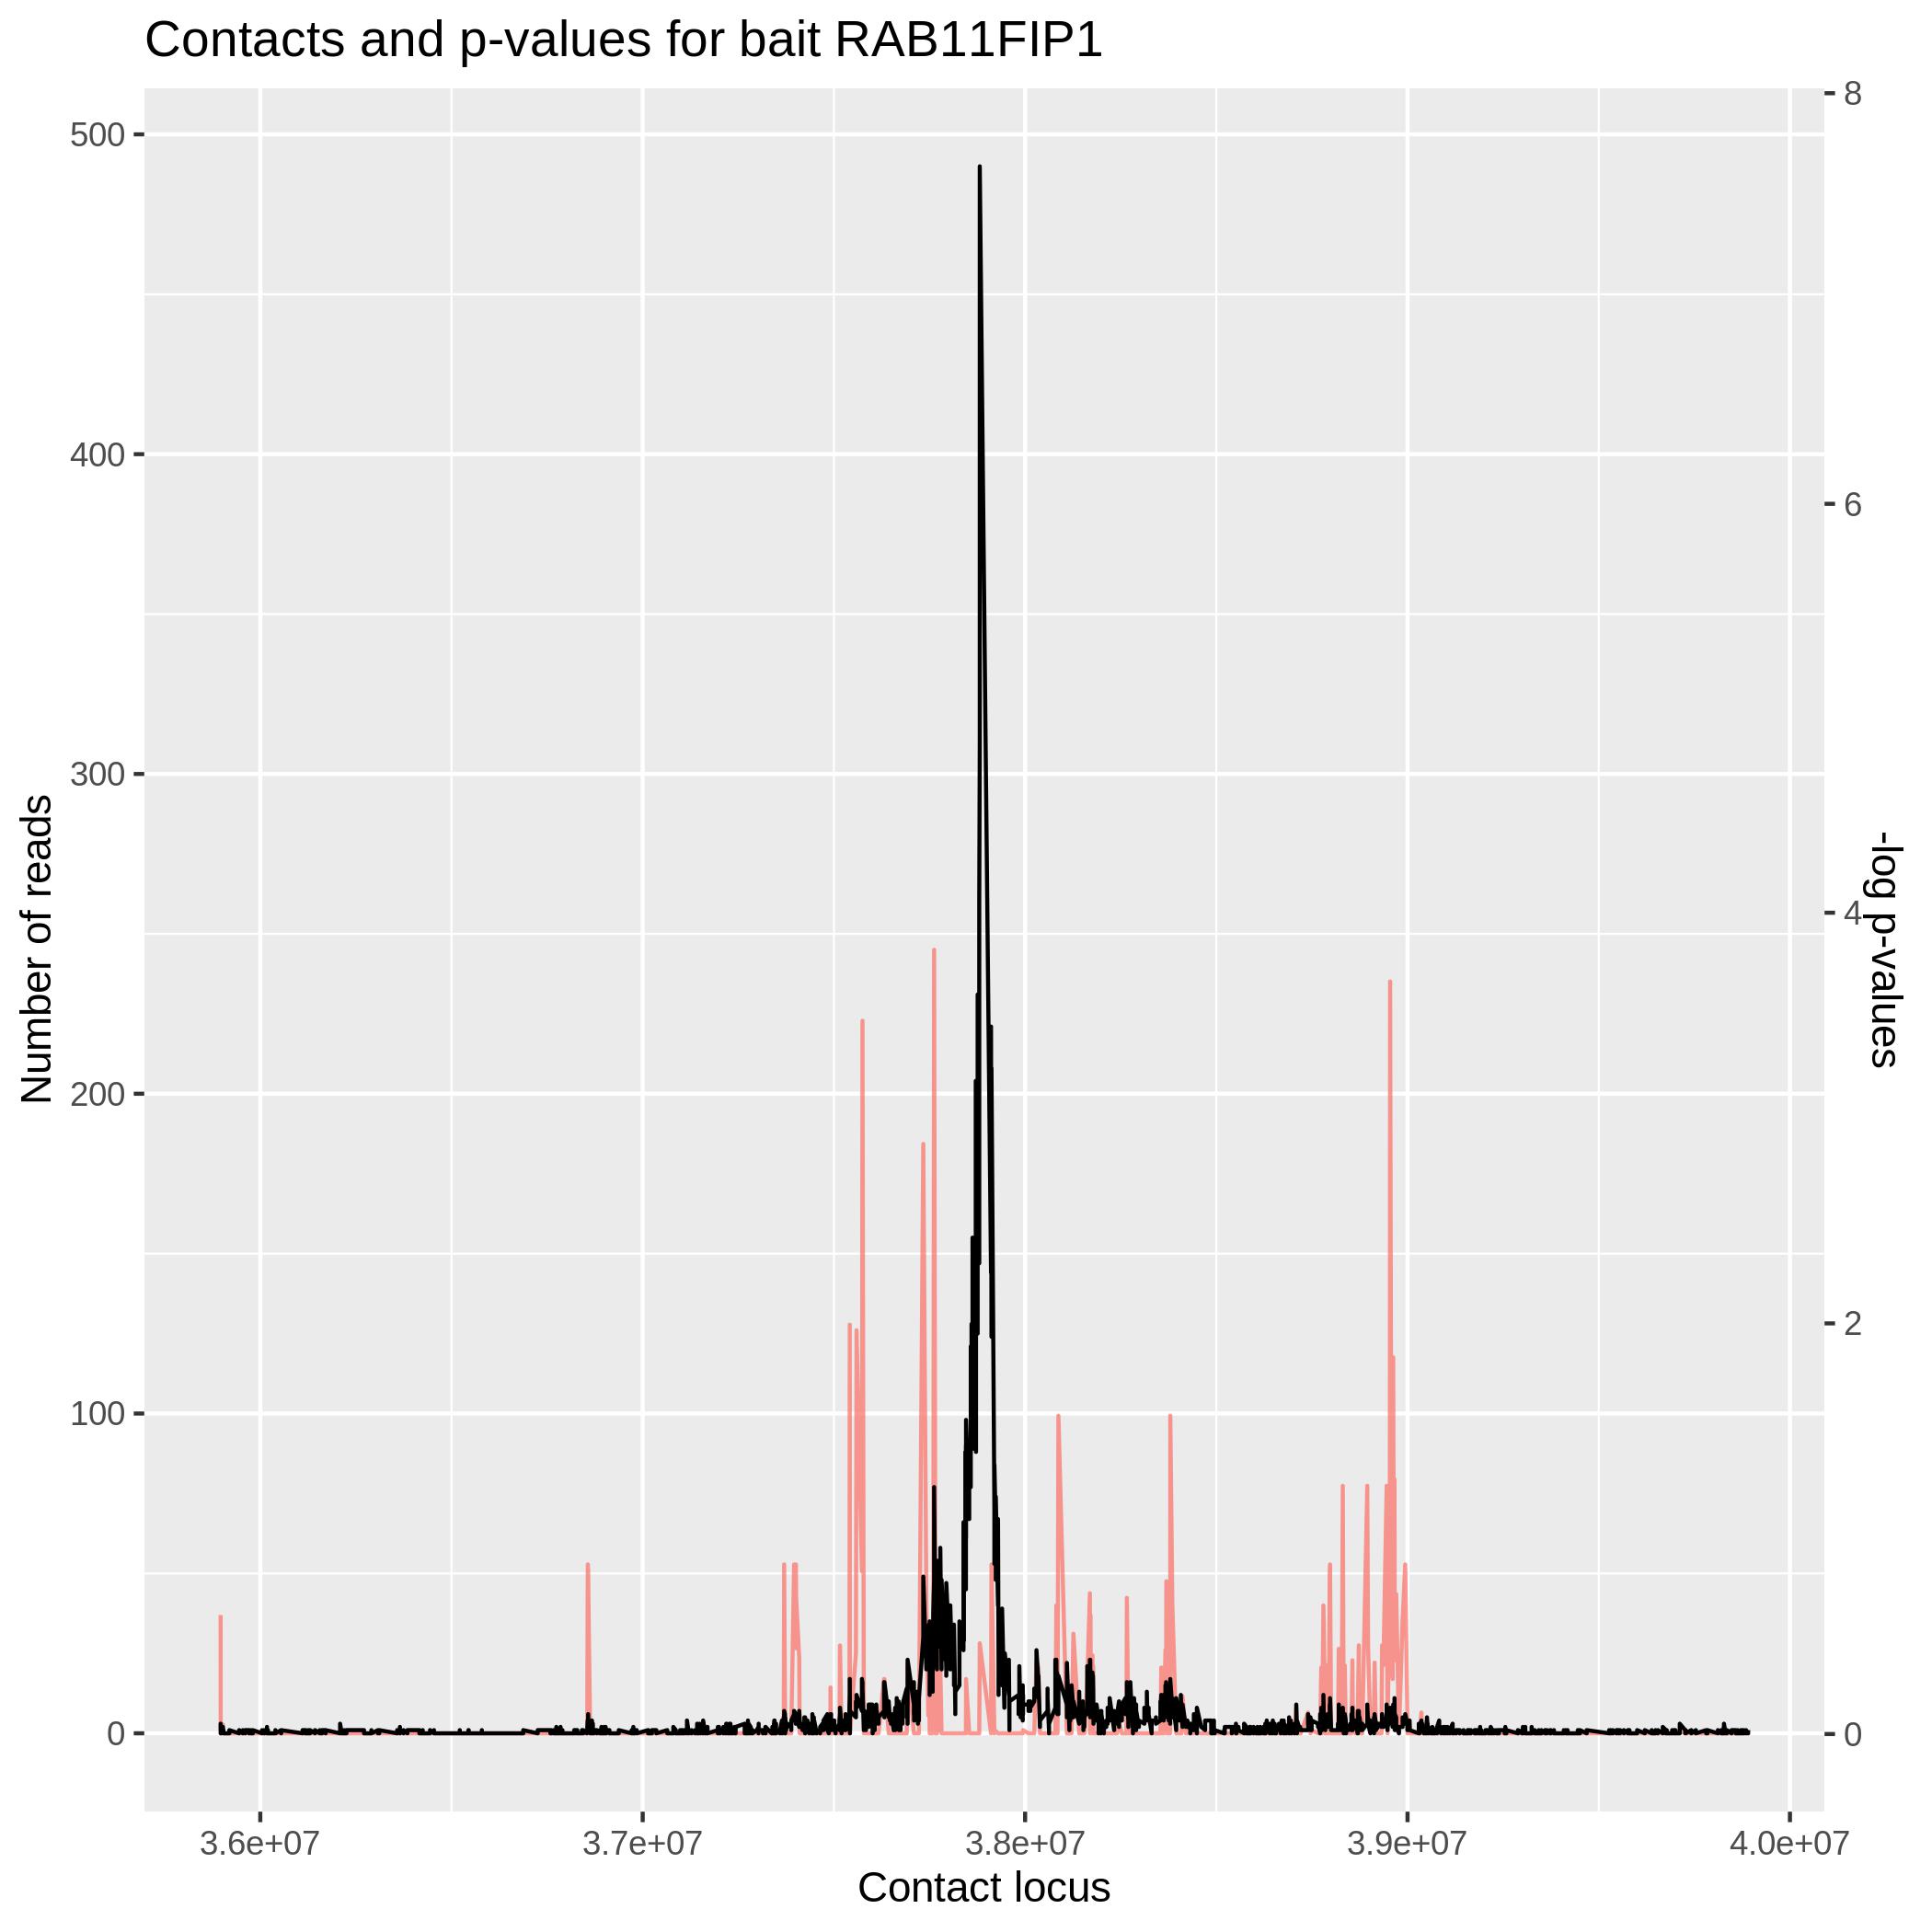 Contacts and p-values for bait RAB11FIP1
Number of reads
500
400
300
200
100
0
8
6
4
2
0
-log p-values
3.6e+07
3.7e+07
3.8e+07
3.9e+07
4.0e+07
Contact locus